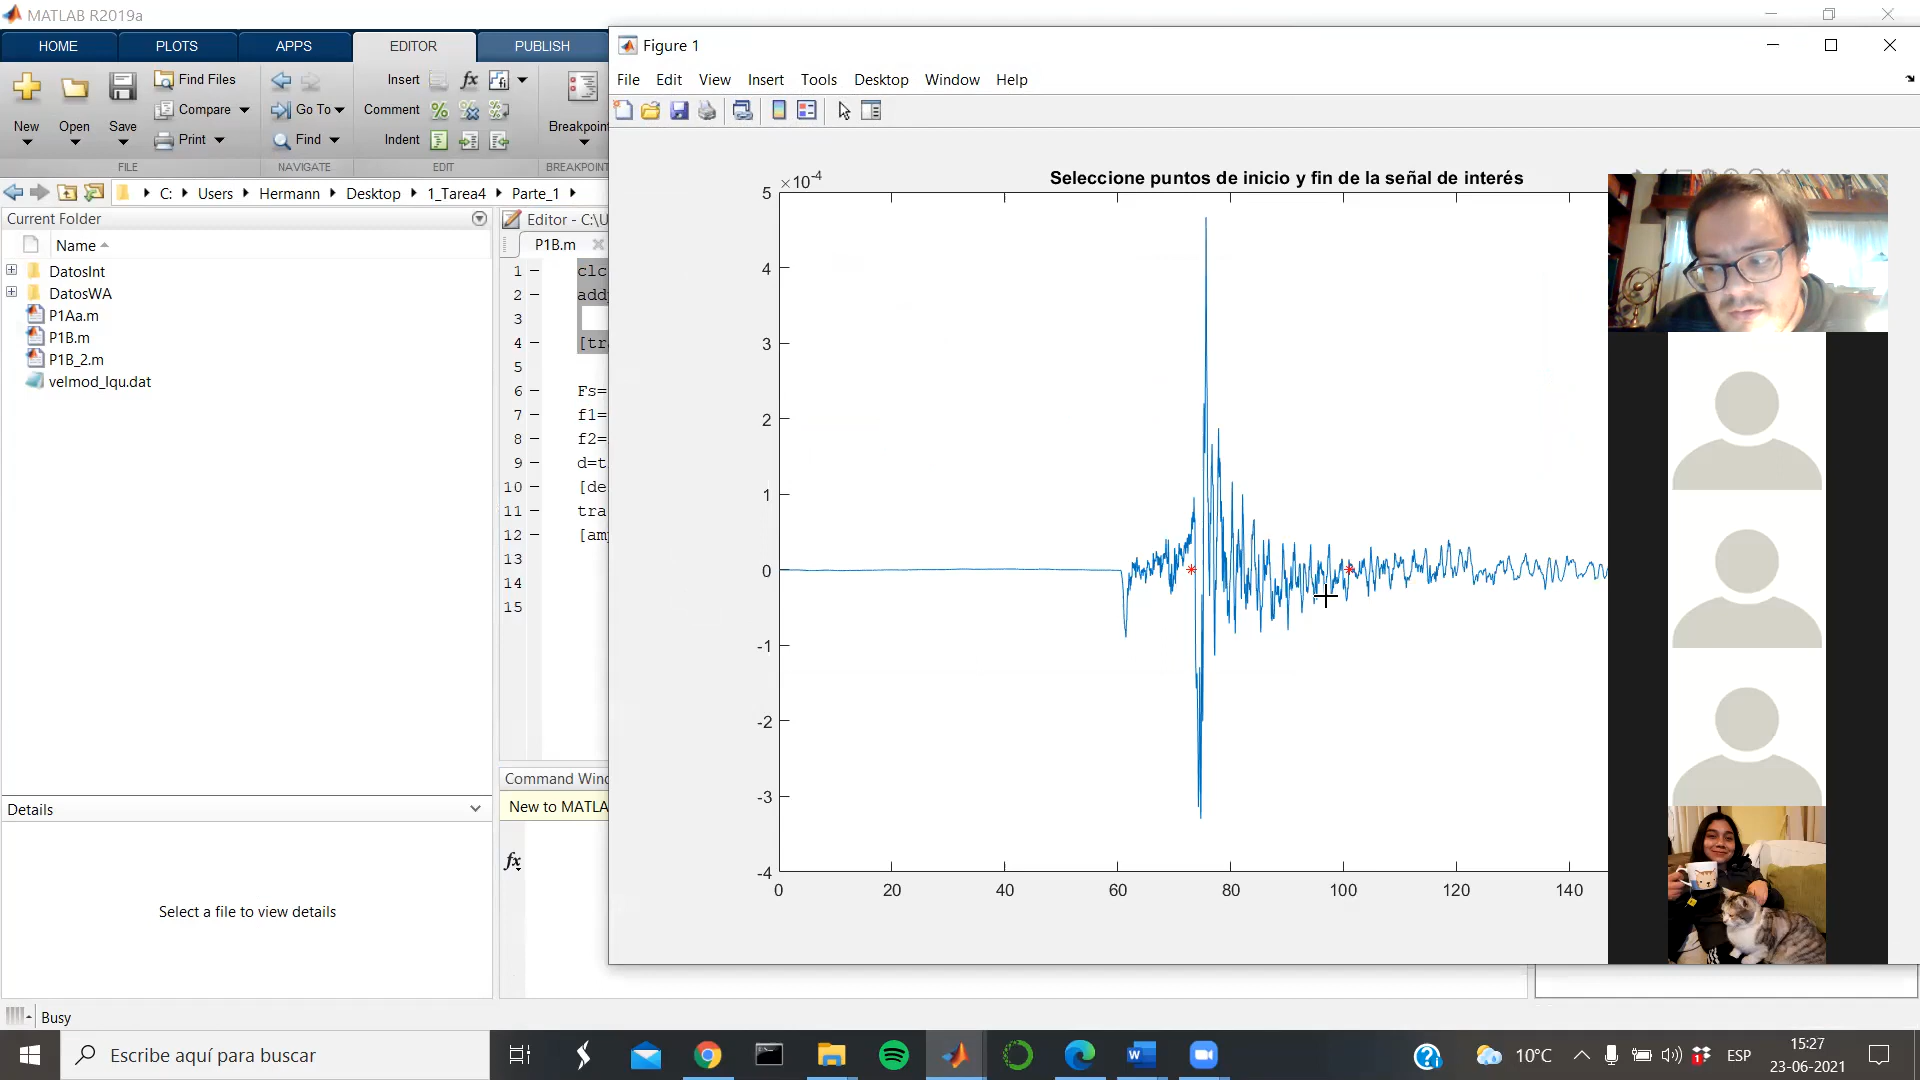 MATLAB R2019a
HOME PLOTS APPS EDITOR PUBLISH
New Open Save
Find Files
Compare
Print
Go To
Find
Insert
Comment
Indent
Breakpoin
FILE NAVIGATE EDIT BREAKPOIN
C: Users Hermann Desktop 1_Tarea4 Parte_1
Current Folder
Name
DatosInt
DatosWA
P1Aa.m
P1B.m
P1B_2.m
velmod_Iqu.dat
Details
Select a file to view details
Busy
Editor - C:\U
P1B.m
1 clc
2 add
3
4 [tra
5
6 Fs=
7 f1=
8 f2=
9 d=t
10 [de
11 tra
12 [am
13
14
15
Command Wind
New to MATLA
fx
Figure 1
File Edit View Insert Tools Desktop Window Help
Seleccione puntos de inicio y fin de la señal de interés
×10-4
5
4
3
2
1
0
-1
-2
-3
-4
0 20 40 60 80 100 120 140
Escribe aquí para buscar
10°C
ESP
15:27
23-06-2021